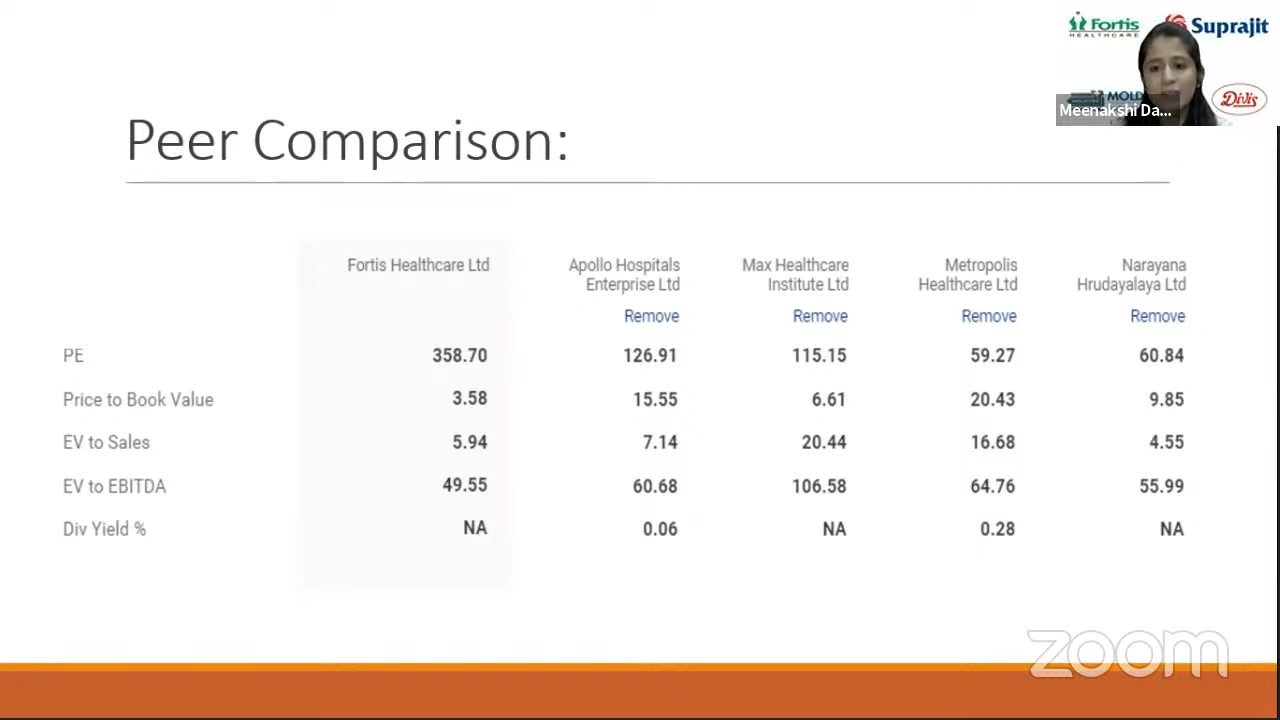 Fortis
HEALTHCARE
Suprajit
MOLD
Divis
Meenakshi Da...
Peer Comparison:
Fortis Healthcare Ltd Apollo Hospitals Enterprise Ltd Max Healthcare Institute Ltd Metropolis Healthcare Ltd Narayana Hrudayalaya Ltd
Remove Remove Remove Remove
PE 358.70 126.91 115.15 59.27 60.84
Price to Book Value 3.58 15.55 6.61 20.43 9.85
EV to Sales 5.94 7.14 20.44 16.68 4.55
EV to EBITDA 49.55 60.68 106.58 64.76 55.99
Div Yield % NA 0.06 NA 0.28 NA
zoom